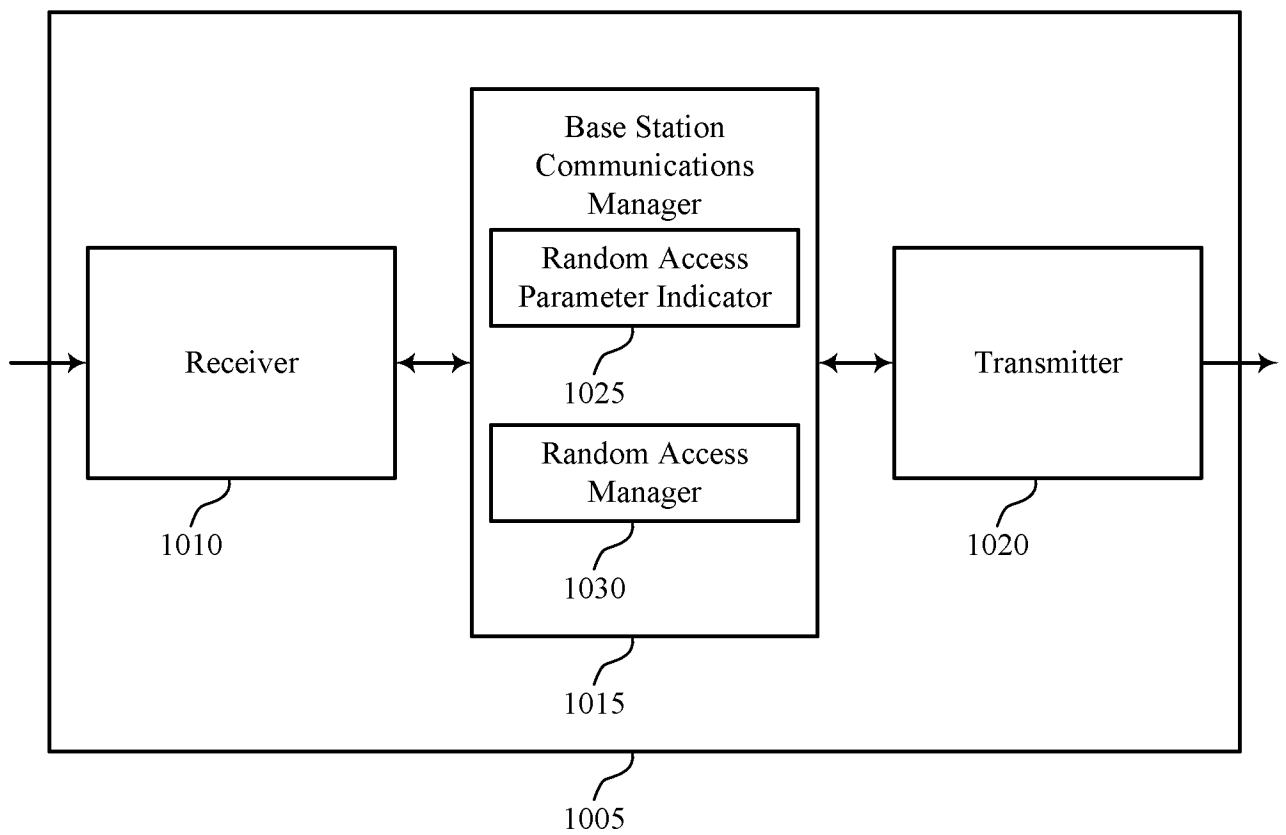 Base Station
Communications
Manager
Random Access
Parameter Indicator
1025
Random Access
Manager
1030
1015
Receiver
1010
Transmitter
1020
1005